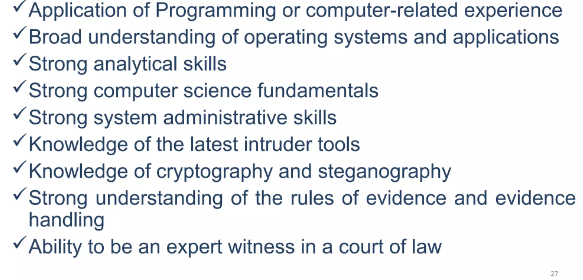 ✓Application of Programming or computer-related experience
✓Broad understanding of operating systems and applications
✓Strong analytical skills
✓Strong computer science fundamentals
✓Strong system administrative skills
✓Knowledge of the latest intruder tools
✓Knowledge of cryptography and steganography
✓Strong understanding of the rules of evidence and evidence
handling
✓Ability to be an expert witness in a court of law
27